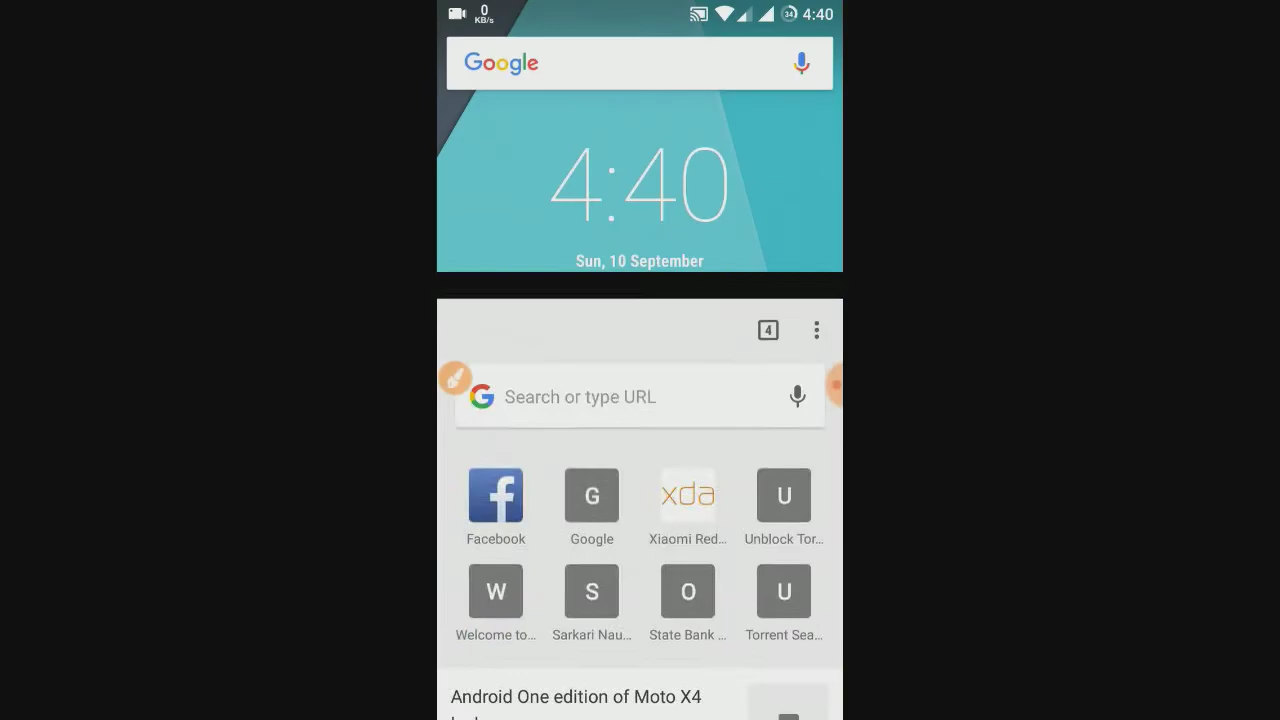 0
KB/s
34
4:40
Google
4:40
Sun, 10 September
4
G Search or type URL
f
G
xda
U
Facebook
Google
Xiaomi Red...
Unblock Tor...
W
S
O
U
Welcome to...
Sarkari Nau...
State Bank ...
Torrent Sea...
Android One edition of Moto X4